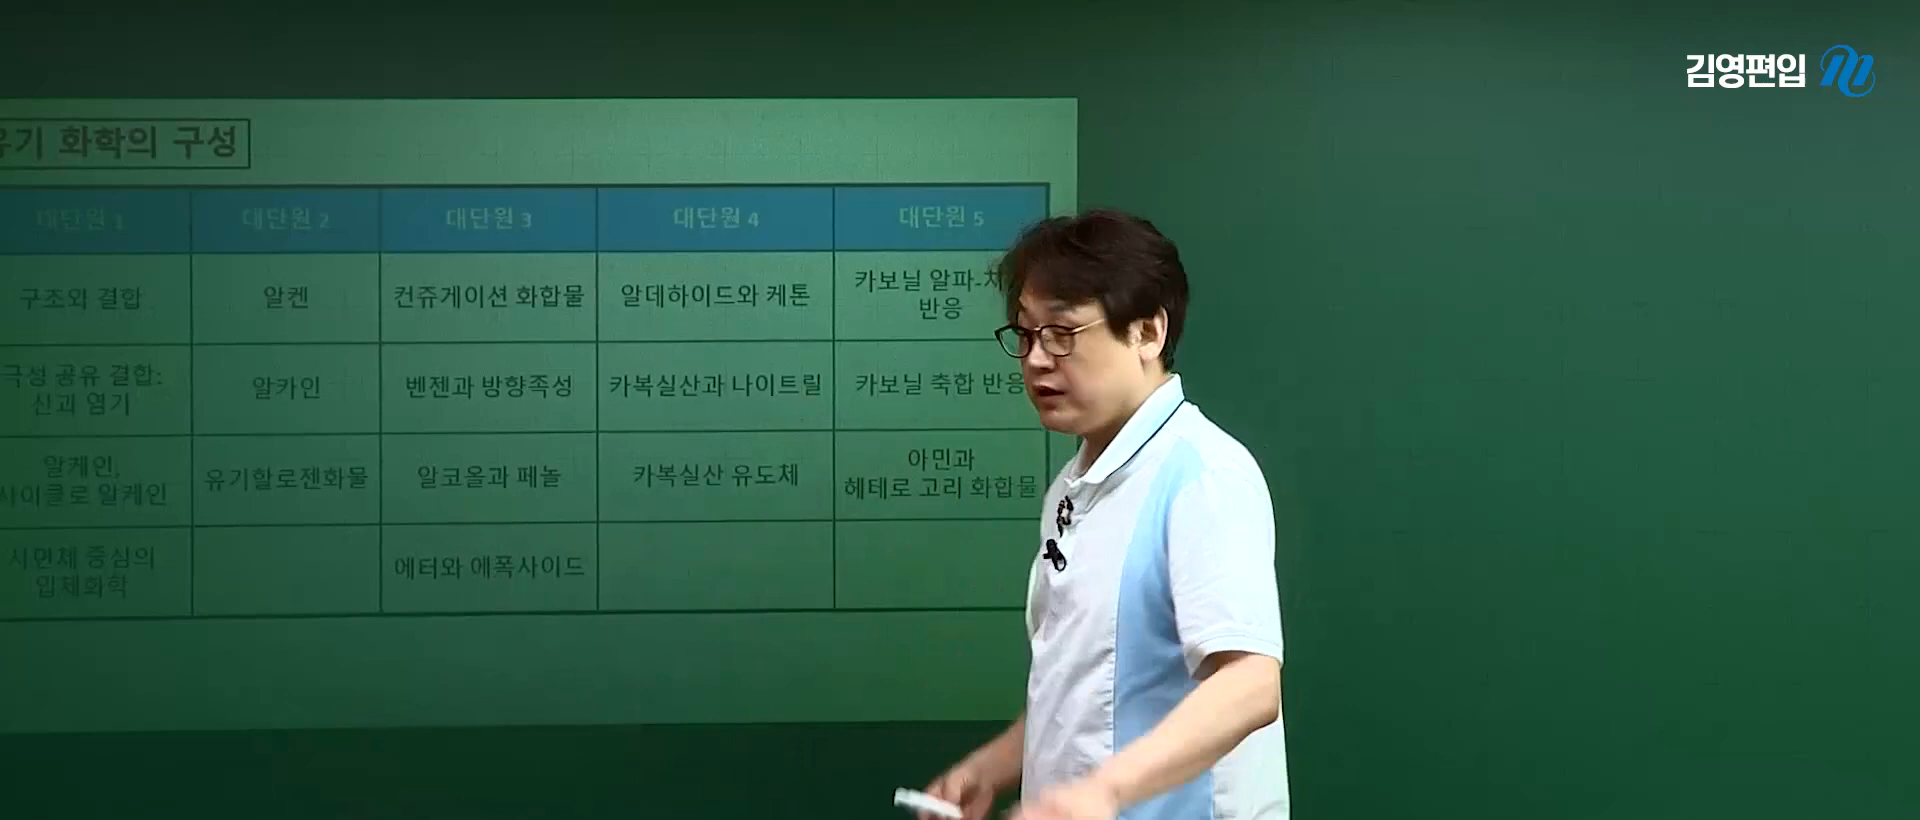 김영편입
유기 화학의 구성
대단원 1
대단원 2
대단원 3
대단원 4
대단원 5
구조와 결합
알켄
컨쥬게이션 화합물
알데하이드와 케톤
카보닐 알파-치
반응
극성 공유 결합:
산과 염기
알카인
벤젠과 방향족성
카복실산과 나이트릴
카보닐 축합 반응
알케인,
사이클로 알케인
유기할로젠화물
알코올과 페놀
카복실산 유도체
아민과
헤테로 고리 화합물
사면체 중심의
입체화학
에터와 에폭사이드